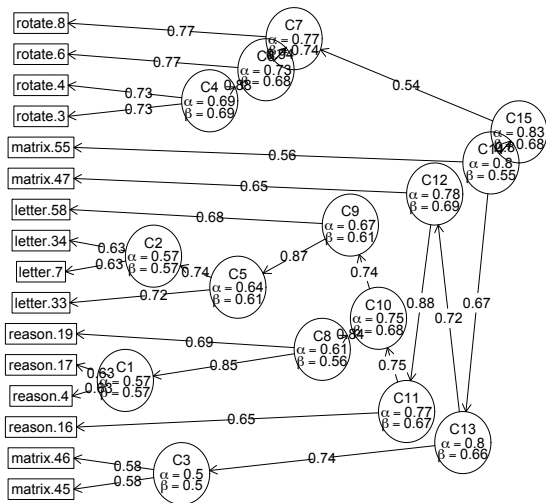 rotate.8
rotate.6
rotate.4
rotate.3
matrix.55
matrix.47
letter.58
letter.34
letter.7
letter.33
reason.19
reason.17
reason.4
reason.16
matrix.46
matrix.45
C7
α = 0.77
β = 0.74
α = 0.73
β = 0.68
C4
α = 0.69
β = 0.69
C15
α = 0.83
β = 0.68
α = 0.8
β = 0.55
C12
α = 0.78
β = 0.69
C9
α = 0.67
β = 0.61
C2
α = 0.57
β = 0.57
C5
α = 0.64
β = 0.61
C10
α = 0.75
β = 0.68
C8
α = 0.61
β = 0.56
C1
α = 0.57
β = 0.57
C11
α = 0.77
β = 0.67
C13
α = 0.8
β = 0.66
C3
α = 0.5
β = 0.5
0.77
0.77
0.73
0.73
0.88
0.54
0.56
0.65
0.68
0.63
0.63
0.74
0.72
0.87
0.74
0.88
0.72
0.67
0.69
0.84
0.85
0.75
0.63
0.63
0.65
0.74
0.58
0.58